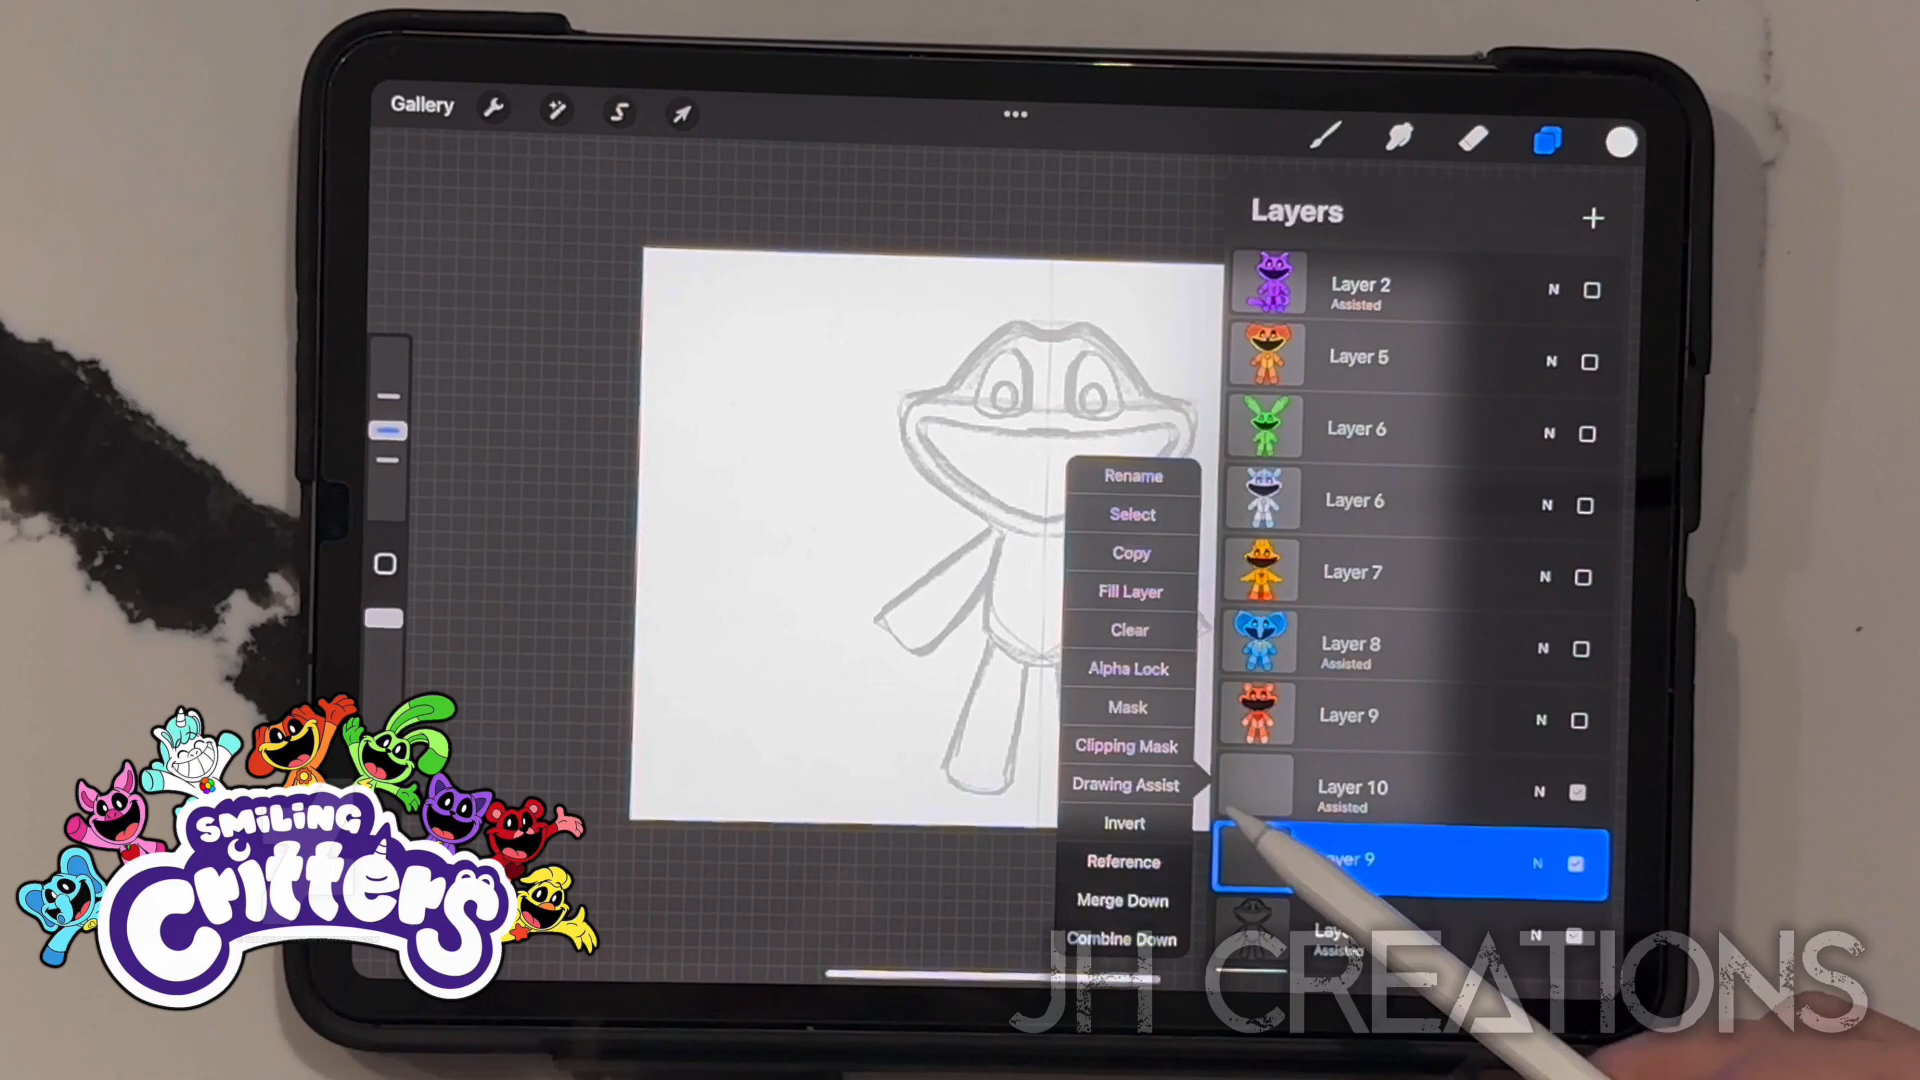 Gallery
Layers
Layer 2
Assisted
N
Layer 5
N
Layer 6
N
Layer 6
N
Layer 7
N
Layer 8
Assisted
N
Layer 9
N
Layer 10
Assisted
N
9
N
N
Assisted
Rename
Select
Copy
Fill Layer
Clear
Alpha Lock
Mask
Clipping Mask
Drawing Assist
Invert
Reference
Merge Down
Combine Down
SMiLiNG
Critters
JH CREATIONS